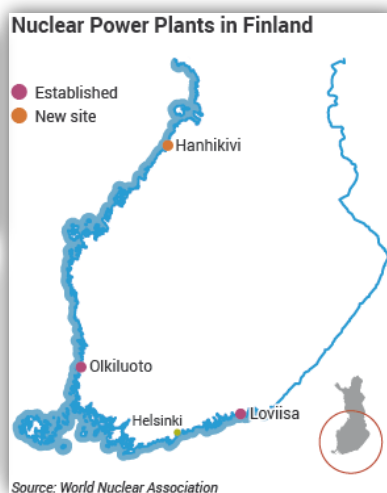 Nuclear Power Plants in Finland
Established
New site
Hanhikivi
Olkiluoto
Helsinki
Loviisa
Source: World Nuclear Association